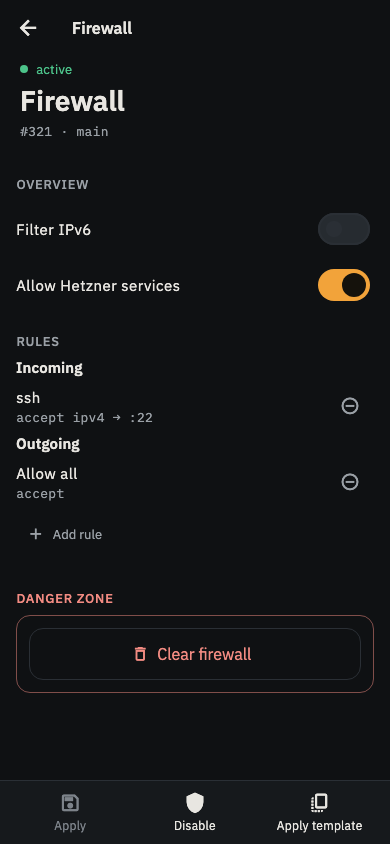 Firewall
active
Firewall
#321 · main
OVERVIEW
Filter IPv6
Allow Hetzner services
RULES
Incoming
ssh
accept ipv4 → :22
Outgoing
Allow all
accept
+ Add rule
DANGER ZONE
Clear firewall
Apply
Disable
Apply template